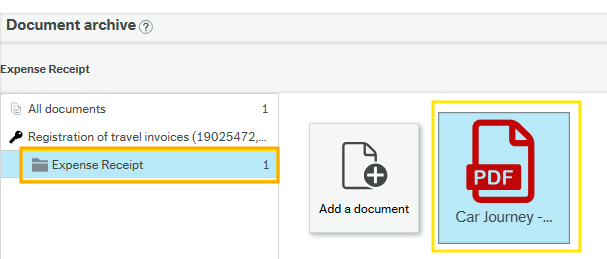 Document archive ?
Expense Receipt
All documents 1
Registration of travel invoices (19025472,...
Expense Receipt 1
Add a document
PDF
Car Journey -...